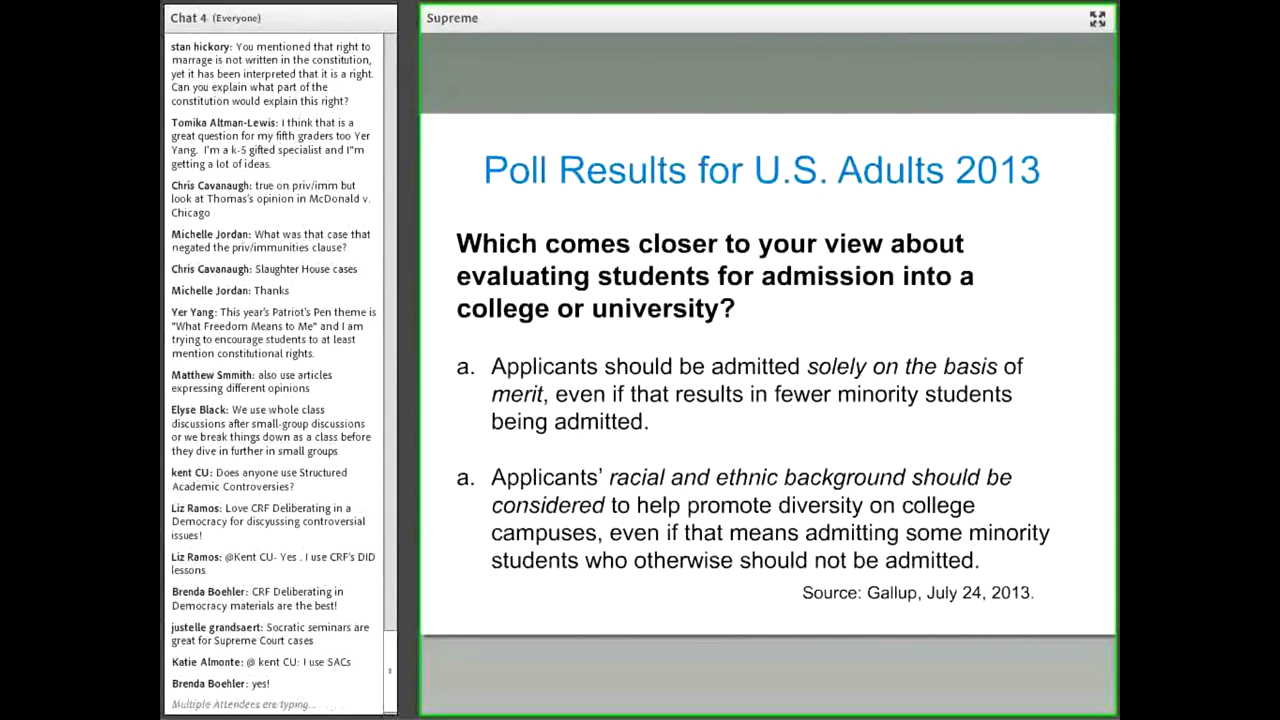 Chat 4 (Everyone)
stan hickory: You mentioned that right to
marrage is not written in the constitution,
yet it has been interpreted that it is a right.
Can you explain what part of the
constitution would explain this right?
Tomika Altman-Lewis: I think that is a
great question for my fifth graders too Yer
Yang. I'm a k-5 gifted specialist and I"m
getting a lot of ideas.
Chris Cavanaugh: true on priv/imm but
look at Thomas's opinion in McDonald v.
Chicago
Michelle Jordan: What was that case that
negated the priv/immunities clause?
Chris Cavanaugh: Slaughter House cases
Michelle Jordan: Thanks
Yer Yang: This year's Patriot's Pen theme is
"What Freedom Means to Me" and I am
trying to encourage students to at least
mention constitutional rights.
Matthew Smmith: also use articles
expressing different opinions
Elyse Black: We use whole class
discussions after small-group discussions
or we break things down as a class before
they dive in further in small groups
kent CU: Does anyone use Structured
Academic Controversies?
Liz Ramos: Love CRF Deliberating in a
Democracy for discyussing controversial
issues!
Liz Ramos: @Kent CU- Yes . I use CRF's DID
lessons
Brenda Boehler: CRF Deliberating in
Democracy materials are the best!
justelle grandsaert: Socratic seminars are
great for Supreme Court cases
Katie Almonte: @ kent CU: I use SACs
Brenda Boehler: yes!
Multiple Attendees are typing...
Supreme
Poll Results for U.S. Adults 2013
Which comes closer to your view about
evaluating students for admission into a
college or university?
a. Applicants should be admitted solely on the basis of
merit, even if that results in fewer minority students
being admitted.
a. Applicants' racial and ethnic background should be
considered to help promote diversity on college
campuses, even if that means admitting some minority
students who otherwise should not be admitted.
Source: Gallup, July 24, 2013.